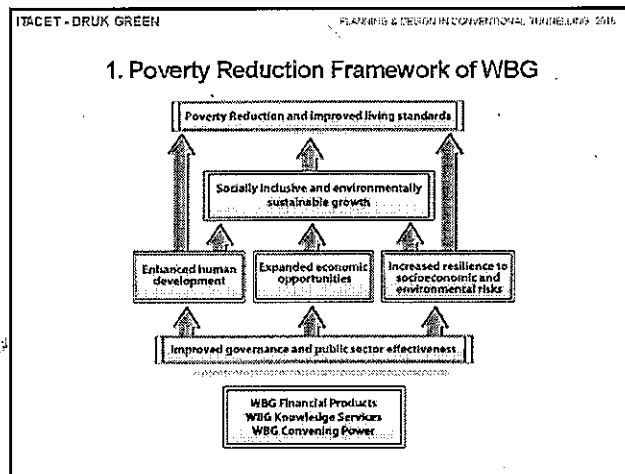 ITACET - DRUK GREEN
PLANNING & DESIGN IN CONVENTIONAL TUNNELLING 2015
1. Poverty Reduction Framework of WBG
Poverty Reduction and improved living standards
Socially inclusive and environmentally
sustainable growth
Enhanced human
development
Expanded economic
opportunities
Increased resilience to
socioeconomic and
environmental risks
Improved governance and public sector effectiveness
WBG Financial Products
WBG Knowledge Services
WBG Convening Power